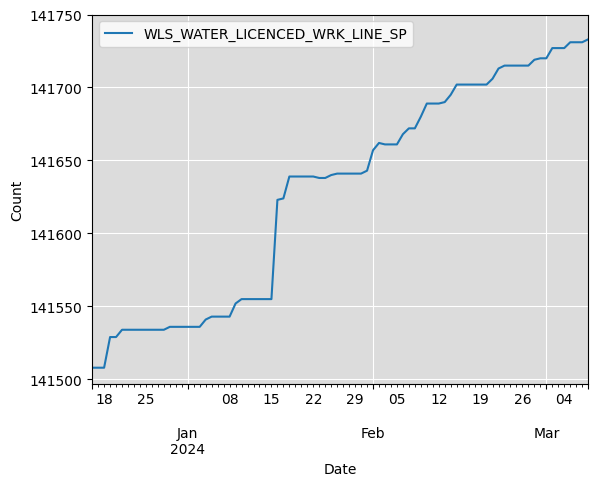 WLS_WATER_LICENCED_WRK_LINE_SP
141750
141700
141650
141600
141550
141500
Count
18 25 08 15 22 29 05 12 19 26 04
Jan Feb Mar
2024
Date